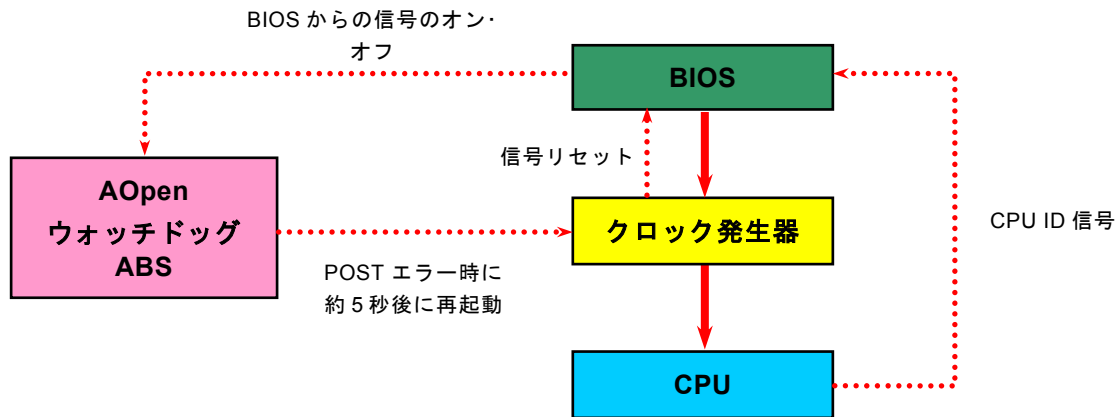 BIOS からの信号のオン･
オフ
BIOS
信号リセット
AOpen
ウォッチドッグ
ABS
クロック発生器
CPU ID 信号
POST エラー時に
約 5 秒後に再起動
CPU